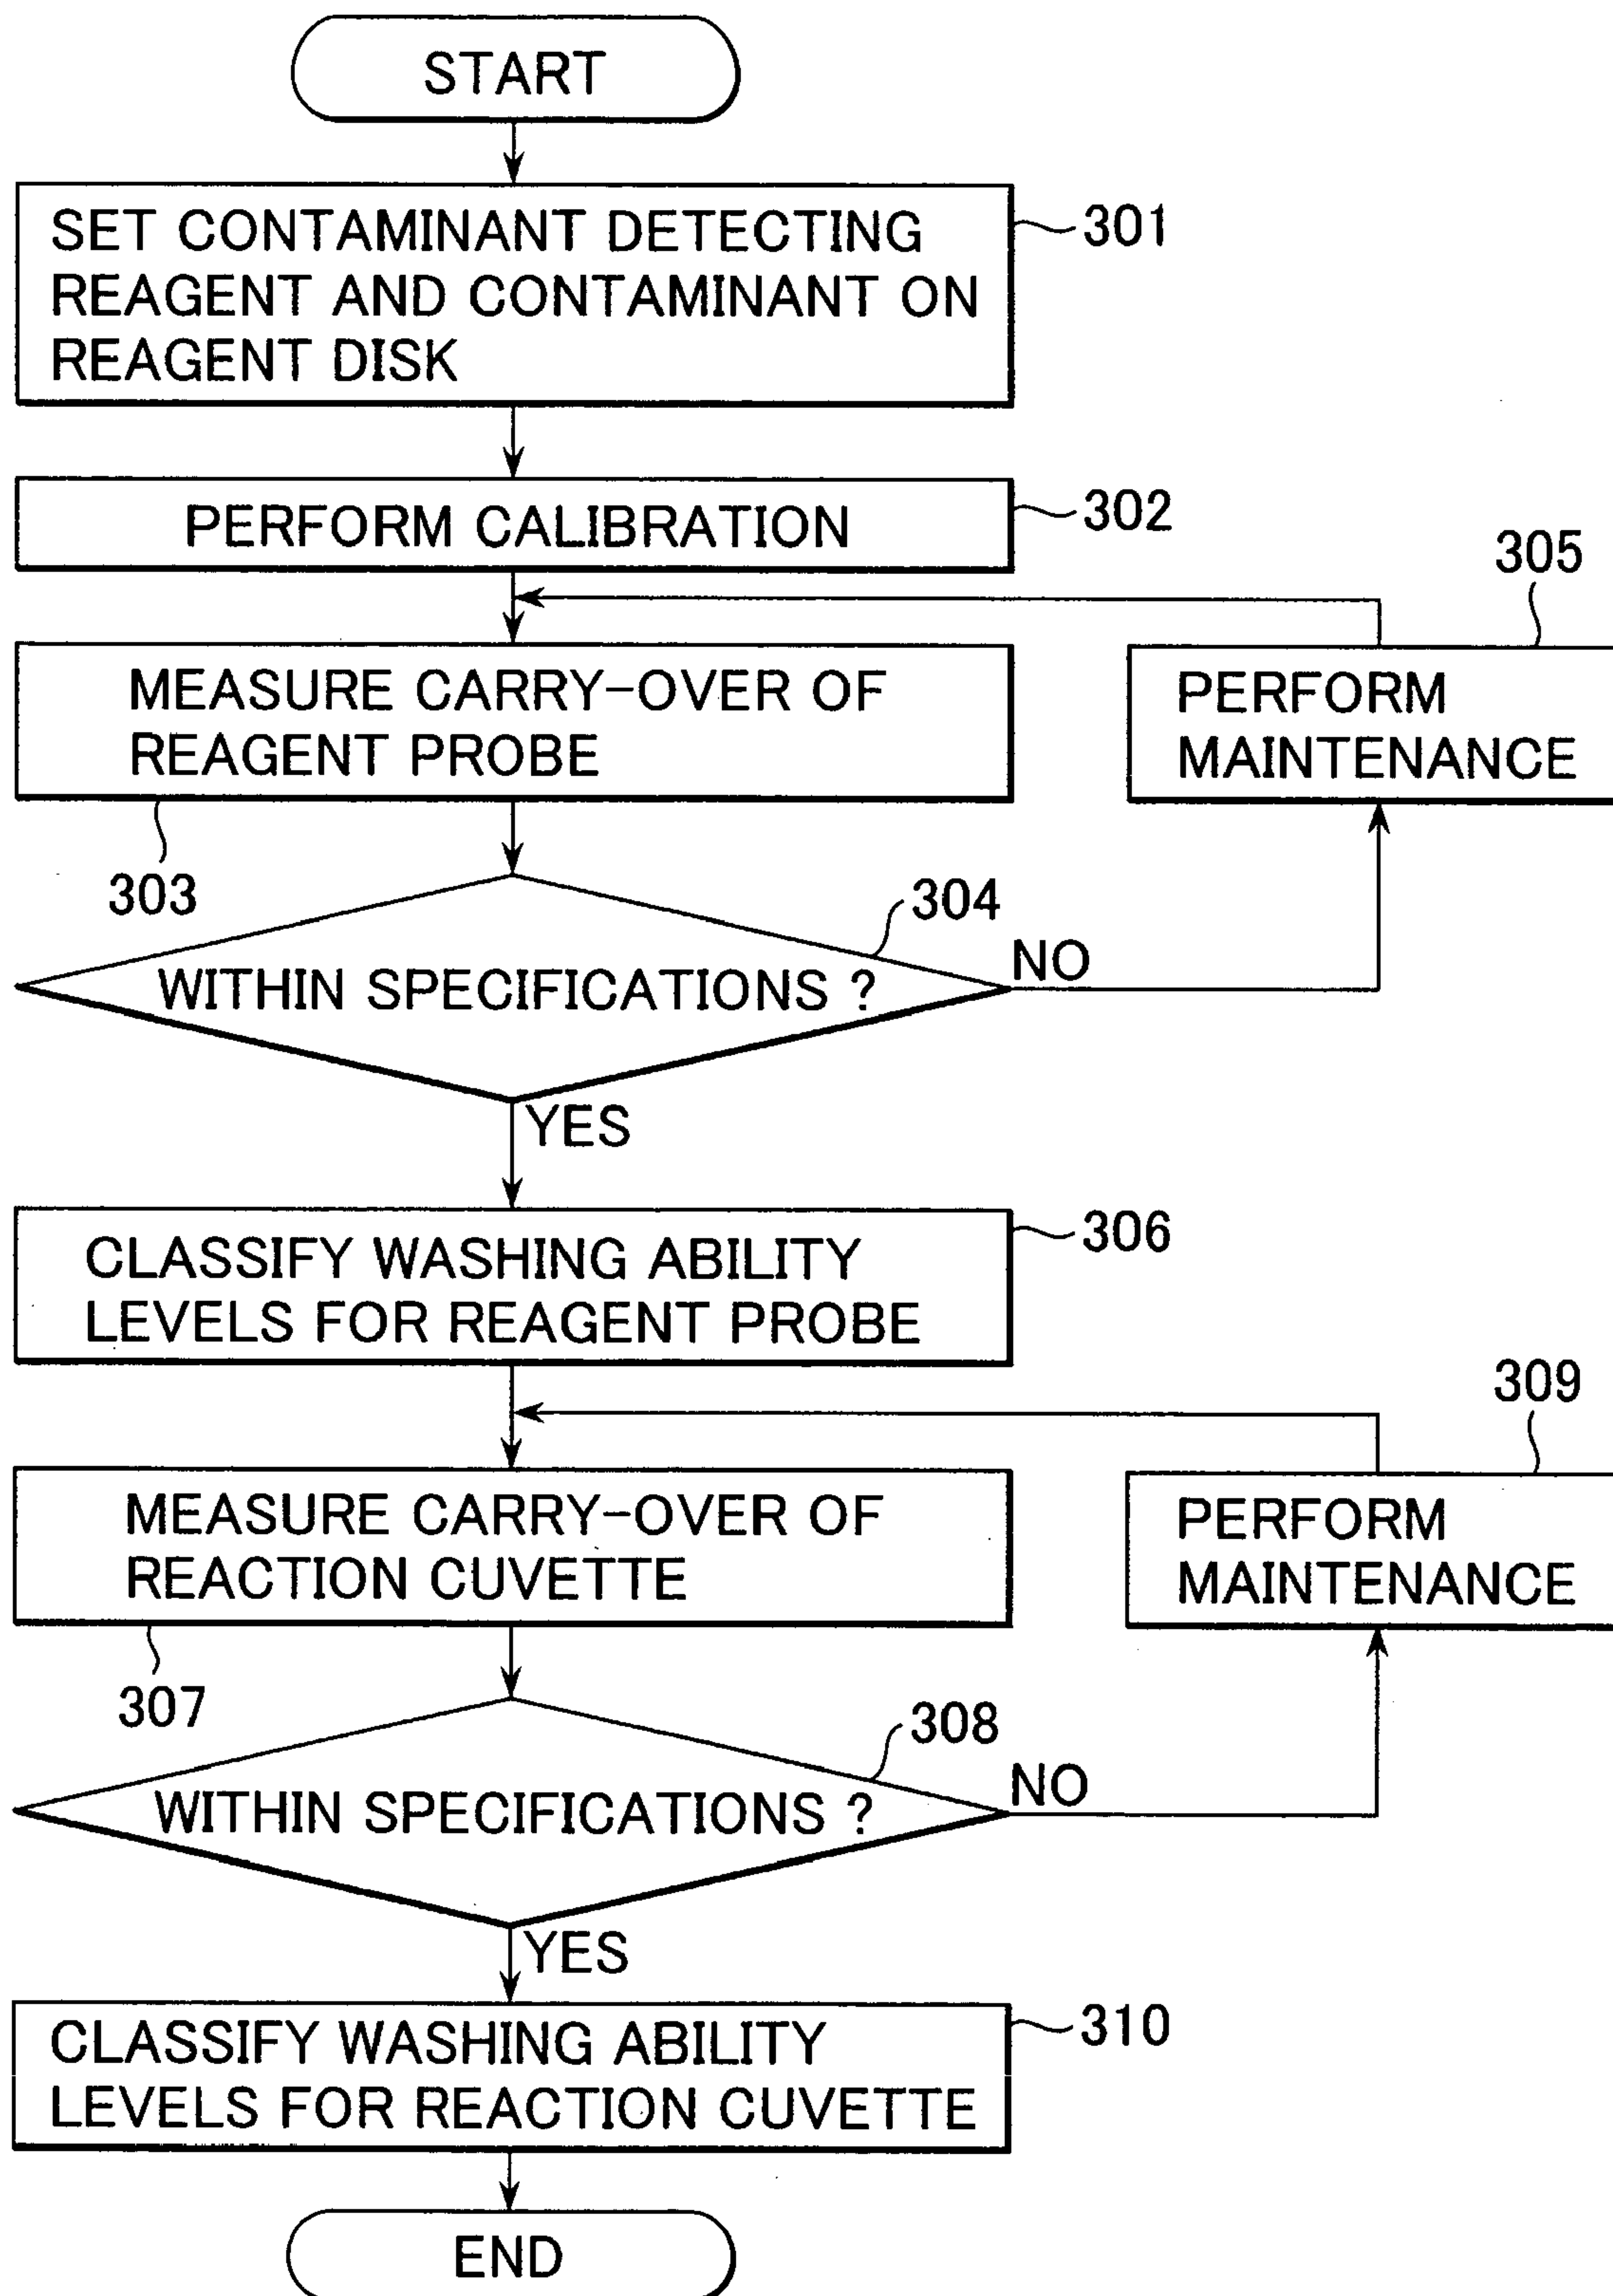 START
SET CONTAMINANT DETECTING
REAGENT AND CONTAMINANT ON
REAGENT DISK
301
PERFORM CALIBRATION
302
305
MEASURE CARRY-OVER OF
REAGENT PROBE
303
PERFORM
MAINTENANCE
304
WITHIN SPECIFICATIONS ?
NO
YES
CLASSIFY WASHING ABILITY
LEVELS FOR REAGENT PROBE
306
309
MEASURE CARRY-OVER OF
REACTION CUVETTE
307
PERFORM
MAINTENANCE
308
WITHIN SPECIFICATIONS ?
NO
YES
CLASSIFY WASHING ABILITY
LEVELS FOR REACTION CUVETTE
310
END